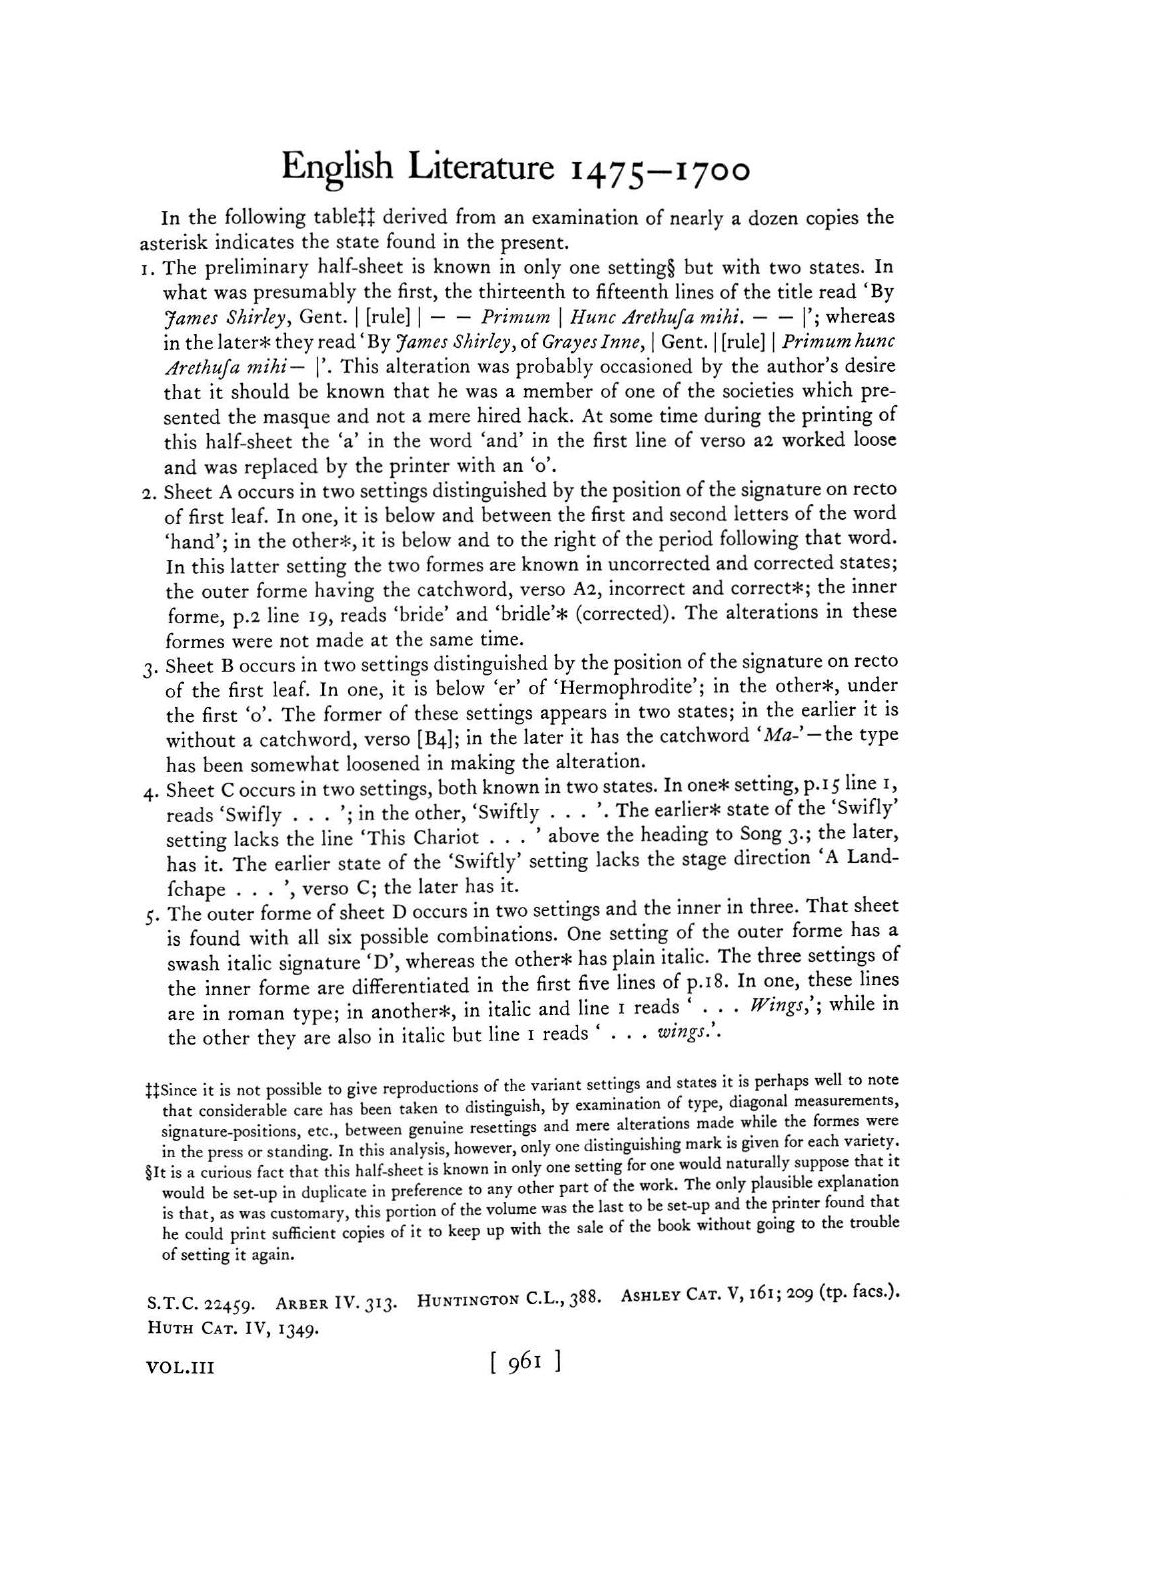 English Literature 1475—1700
In the following table‡‡ derived from an examination of nearly a dozen copies the
asterisk indicates the state found in the present.
1. The preliminary half-sheet is known in only one setting§ but with two states. In
what was presumably the first, the thirteenth to fifteenth lines of the title read ‘By
James Shirley, Gent. | [rule] | — — Primum | Hunc Arethuſa mihi. — — |’; whereas
in the later* they read ‘By James Shirley, of Grayes Inne, | Gent. | [rule] | Primum hunc
Arethuſa mihi— |’. This alteration was probably occasioned by the author’s desire
that it should be known that he was a member of one of the societies which pre-
sented the masque and not a mere hired hack. At some time during the printing of
this half-sheet the ‘a’ in the word ‘and’ in the first line of verso a2 worked loose
and was replaced by the printer with an ‘o’.
2. Sheet A occurs in two settings distinguished by the position of the signature on recto
of first leaf. In one, it is below and between the first and second letters of the word
‘hand’; in the other*, it is below and to the right of the period following that word.
In this latter setting the two formes are known in uncorrected and corrected states;
the outer forme having the catchword, verso A2, incorrect and correct*; the inner
forme, p.2 line 19, reads ‘bride’ and ‘bridle’* (corrected). The alterations in these
formes were not made at the same time.
3. Sheet B occurs in two settings distinguished by the position of the signature on recto
of the first leaf. In one, it is below ‘er’ of ‘Hermophrodite’; in the other*, under
the first ‘o’. The former of these settings appears in two states; in the earlier it is
without a catchword, verso [B4]; in the later it has the catchword ‘Ma-’—the type
has been somewhat loosened in making the alteration.
4. Sheet C occurs in two settings, both known in two states. In one* setting, p.15 line 1,
reads ‘Swifly . . . ’; in the other, ‘Swiftly . . . ’. The earlier* state of the ‘Swifly’
setting lacks the line ‘This Chariot . . . ’ above the heading to Song 3.; the later,
has it. The earlier state of the ‘Swiftly’ setting lacks the stage direction ‘A Land-
ſchape . . . ’, verso C; the later has it.
5. The outer forme of sheet D occurs in two settings and the inner in three. That sheet
is found with all six possible combinations. One setting of the outer forme has a
swash italic signature ‘D’, whereas the other* has plain italic. The three settings of
the inner forme are differentiated in the first five lines of p.18. In one, these lines
are in roman type; in another*, in italic and line 1 reads ‘ . . . Wings,’; while in
the other they are also in italic but line 1 reads ‘ . . . wings.’.
‡‡Since it is not possible to give reproductions of the variant settings and states it is perhaps well to note
that considerable care has been taken to distinguish, by examination of type, diagonal measurements,
signature-positions, etc., between genuine resettings and mere alterations made while the formes were
in the press or standing. In this analysis, however, only one distinguishing mark is given for each variety.
§It is a curious fact that this half-sheet is known in only one setting for one would naturally suppose that it
would be set-up in duplicate in preference to any other part of the work. The only plausible explanation
is that, as was customary, this portion of the volume was the last to be set-up and the printer found that
he could print sufficient copies of it to keep up with the sale of the book without going to the trouble
of setting it again.
S.T.C. 22459. ARBER IV. 313. HUNTINGTON C.L., 388. ASHLEY CAT. V, 161; 209 (tp. facs.).
HUTH CAT. IV, 1349.
VOL.III [ 961 ]